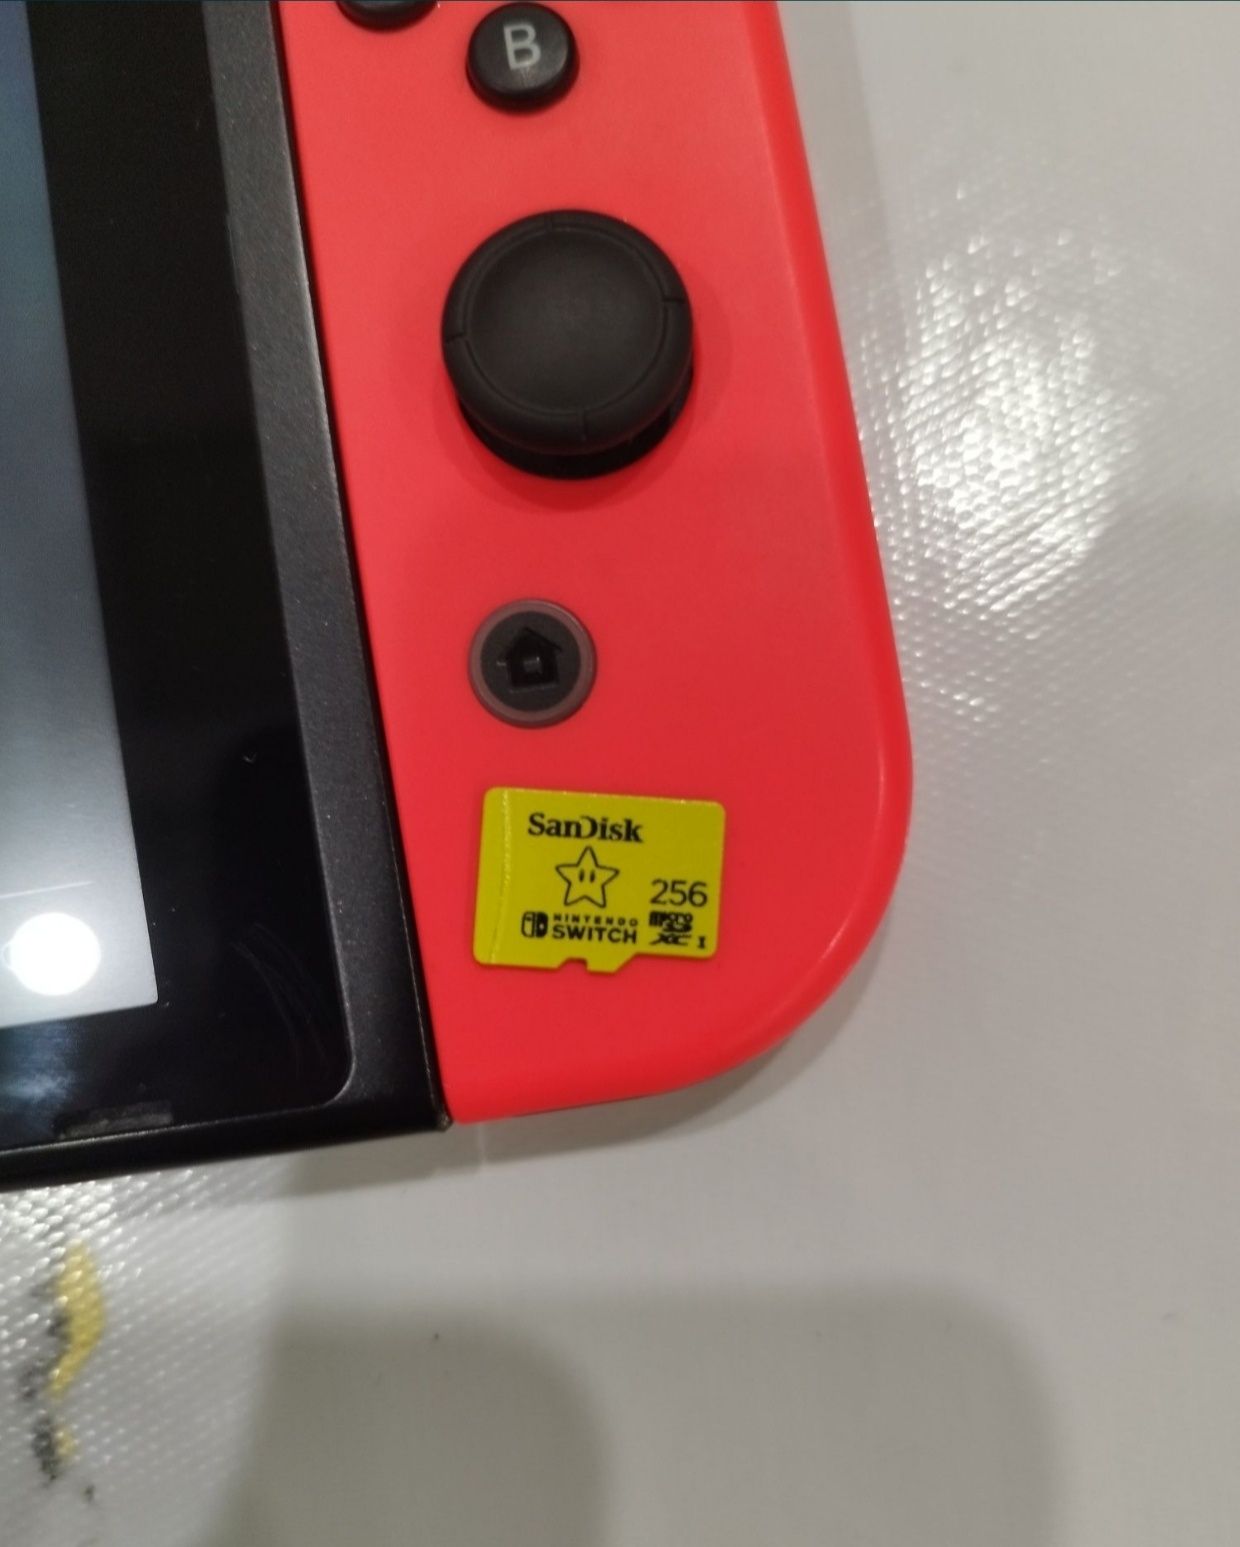 B
SanDisk
256
NINTENDO
SWITCH
micro
SD
XC I